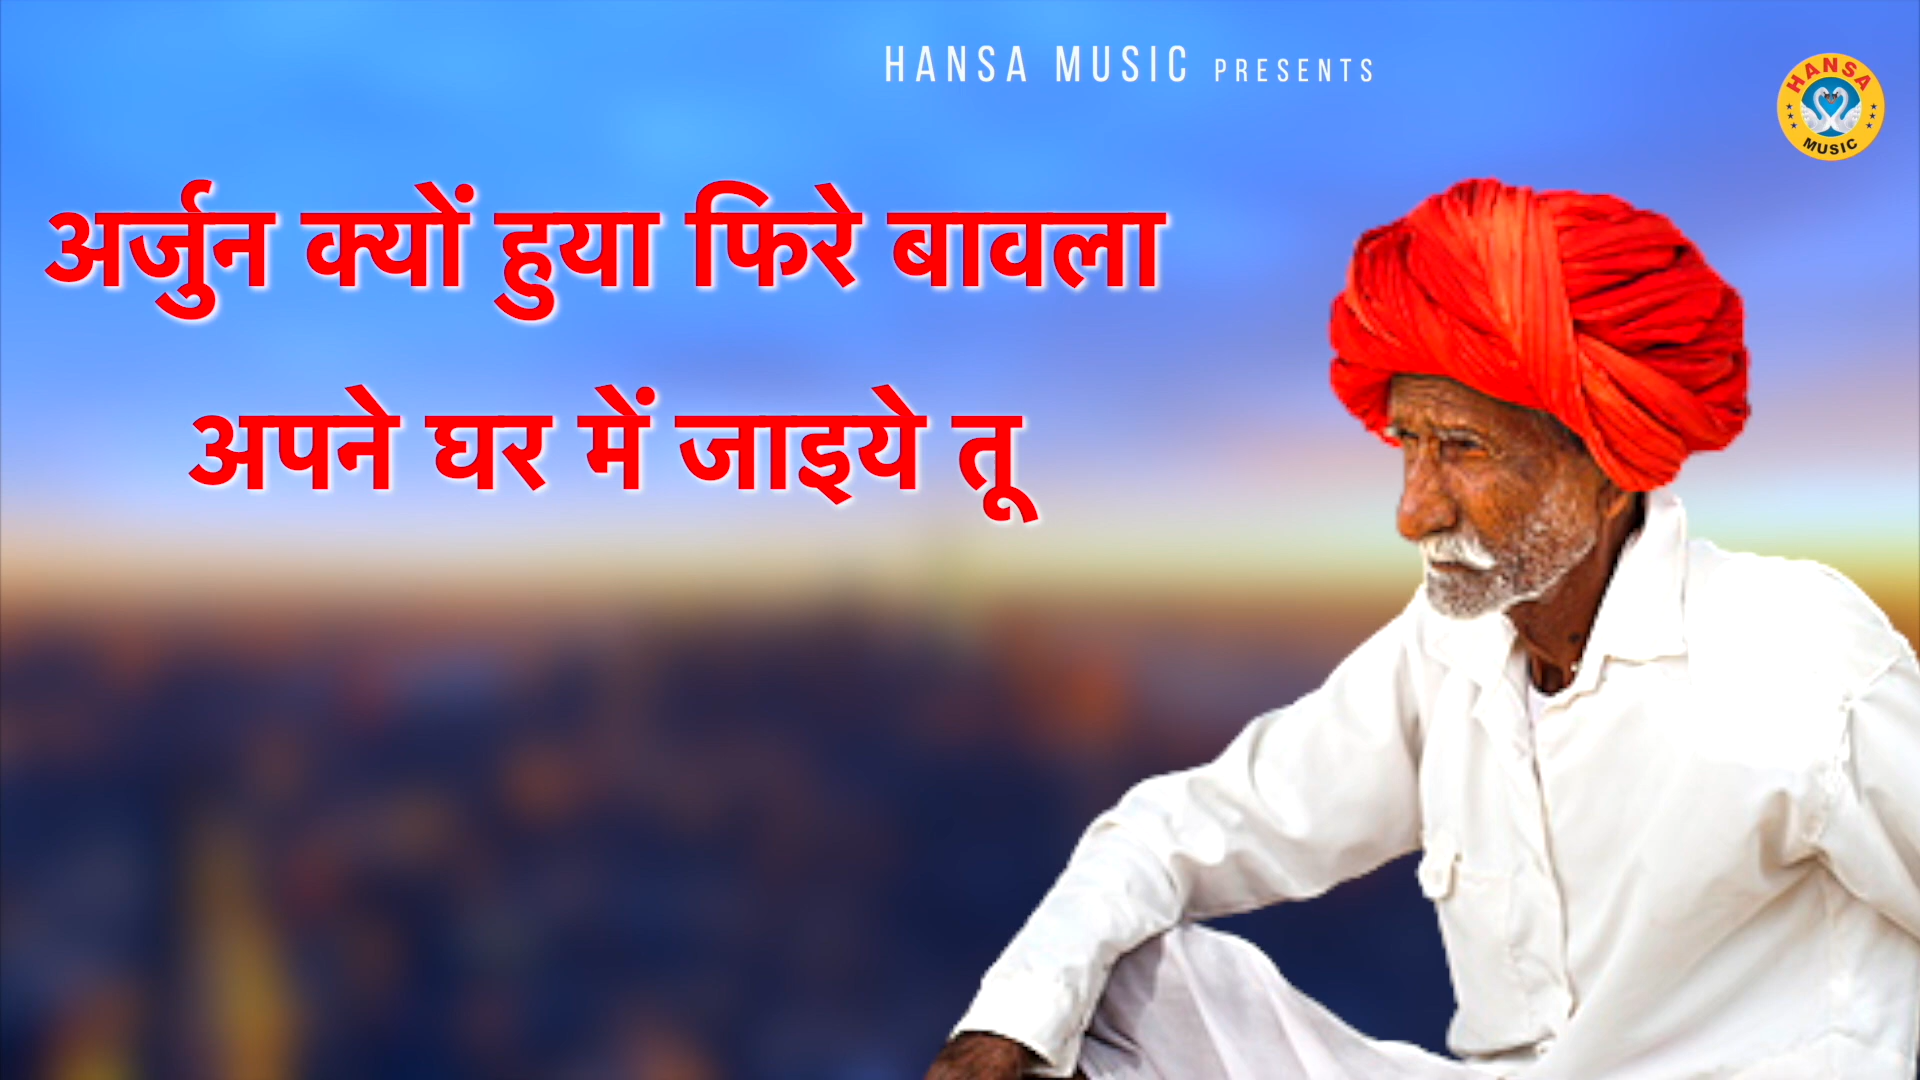 HANSA MUSIC PRESENTS
HANSA
MUSIC
अर्जुन क्यों हुया फिरे बावला
अपने घर में जाइये तू